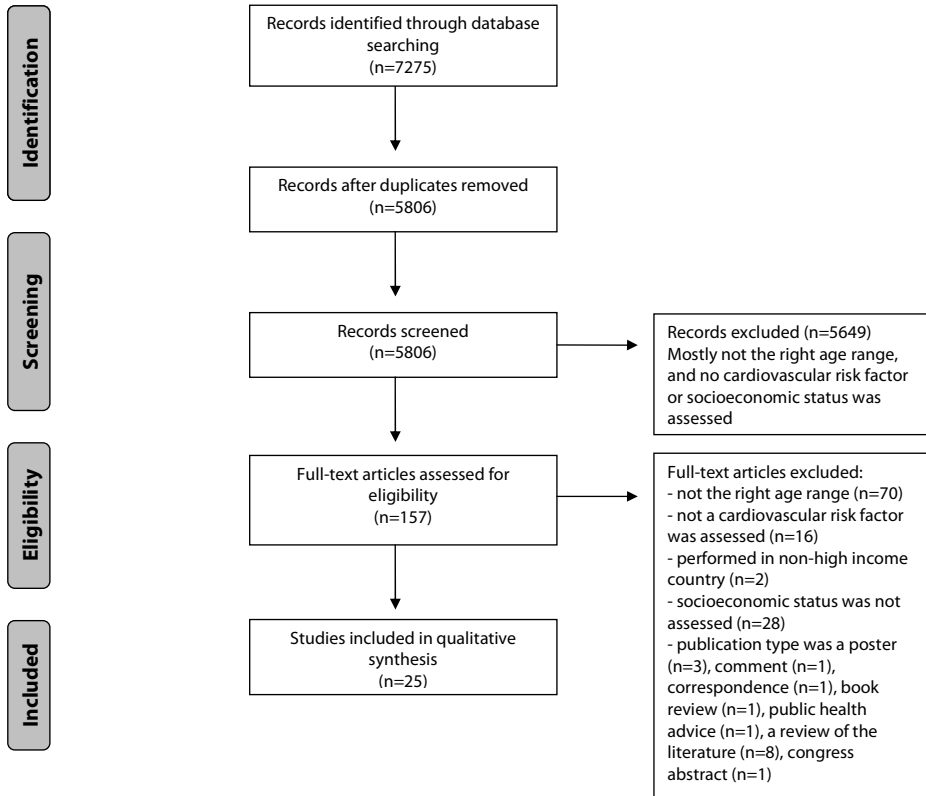 Identification
Records identified through database
searching
(n=7275)
Records after duplicates removed
(n=5806)
Screening
Records screened
(n=5806)
Records excluded (n=5649)
Mostly not the right age range,
and no cardiovascular risk factor
or socioeconomic status was
assessed
Eligibility
Full-text articles assessed for
eligibility
(n=157)
Full-text articles excluded:
- not the right age range (n=70)
- not a cardiovascular risk factor
was assessed (n=16)
- performed in non-high income
country (n=2)
- socioeconomic status was not
assessed (n=28)
- publication type was a poster
(n=3), comment (n=1),
correspondence (n=1), book
review (n=1), public health
advice (n=1), a review of the
literature (n=8), congress
abstract (n=1)
Included
Studies included in qualitative
synthesis
(n=25)